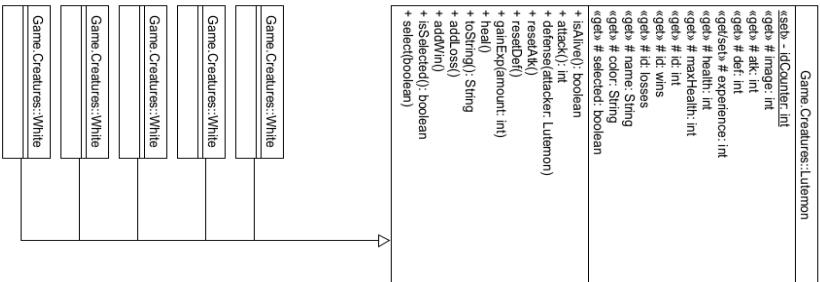 Game.Creatures::Lutemon
«set» - idCounter: int
«get» # image: int
«get» # atk: int
«get» # def: int
«get/set» # experience: int
«get» # health: int
«get» # maxHealth: int
«get» # id: int
«get» # id: wins
«get» # id: losses
«get» # name: String
«get» # color: String
«get» # selected: boolean
+ isAlive(): boolean
+ attack(): int
+ defense(attacker: Lutemon)
+ resetAtk()
+ resetDef()
+ gainExp(amount: int)
+ heal()
+ toString(): String
+ addLoss()
+ addWin()
+ isSelected(): boolean
+ select(boolean)
Game.Creatures::White
Game.Creatures::White
Game.Creatures::White
Game.Creatures::White
Game.Creatures::White